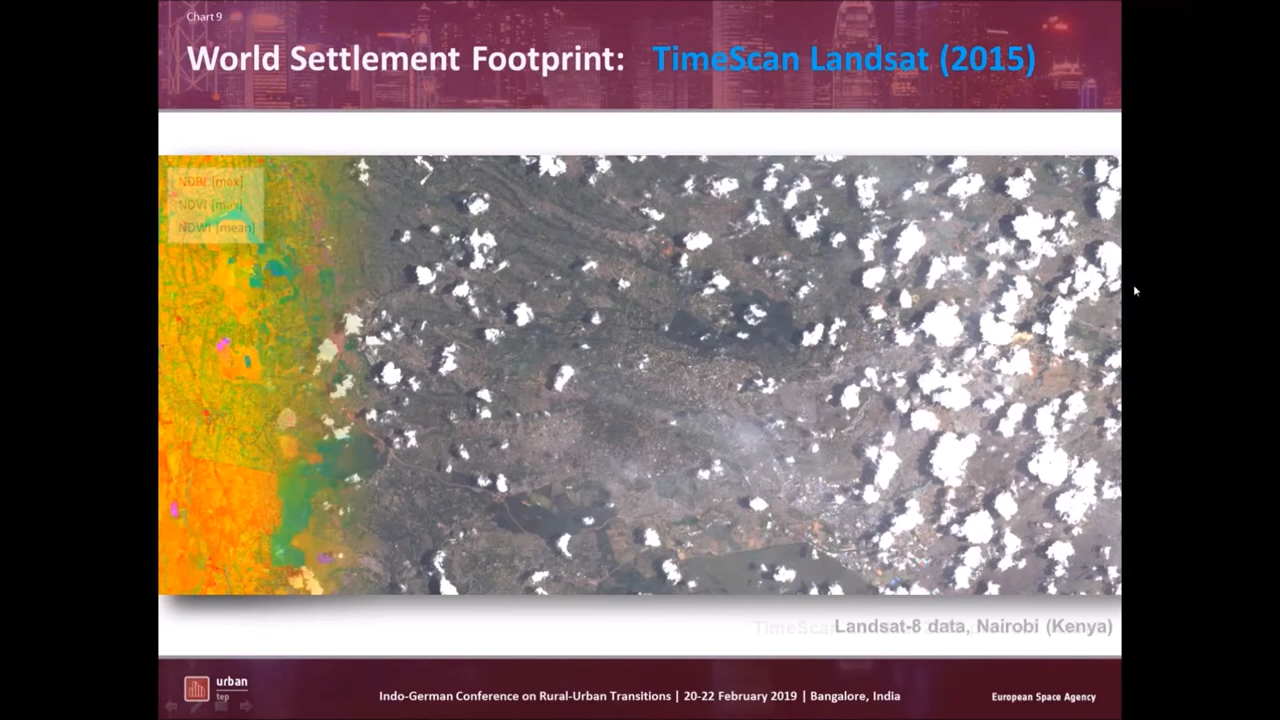 Chart 9
World Settlement Footprint: TimeScan Landsat (2015)
NDBI [max]
NDVI [max]
NDWI [mean]
Landsat-8 data, Nairobi (Kenya)
urban
tep
Indo-German Conference on Rural-Urban Transitions | 20-22 February 2019 | Bangalore, India
European Space Agency